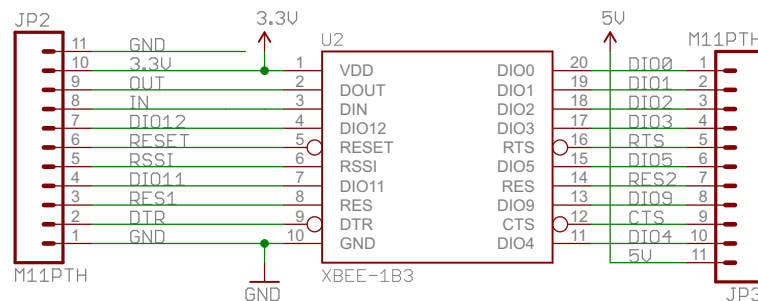 JP2
3.3V
U2
5V
M11PTH
11 GND
10 3.3V 1 VDD DIO0 20 DIO0 1
9 OUT 2 DOUT DIO1 19 DIO1 2
8 IN 3 DIN DIO2 18 DIO2 3
7 DIO12 4 DIO12 DIO3 17 DIO3 4
6 RESET 5 RESET RTS 16 RTS 5
5 RSSI 6 RSSI DIO5 15 DIO5 6
4 DIO11 7 DIO11 RES 14 RES2 7
3 RES1 8 RES DIO9 13 DIO9 8
2 DTR 9 DTR CTS 12 CTS 9
1 GND 10 GND DIO4 11 DIO4 10
5V 11
M11PTH
XBEE-1B3
GND
JP3